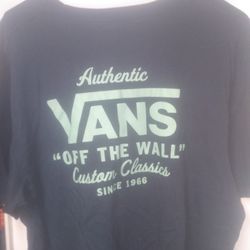 Authentic
VANS
"OFF THE WALL"
Custom Classics
SINCE 1966